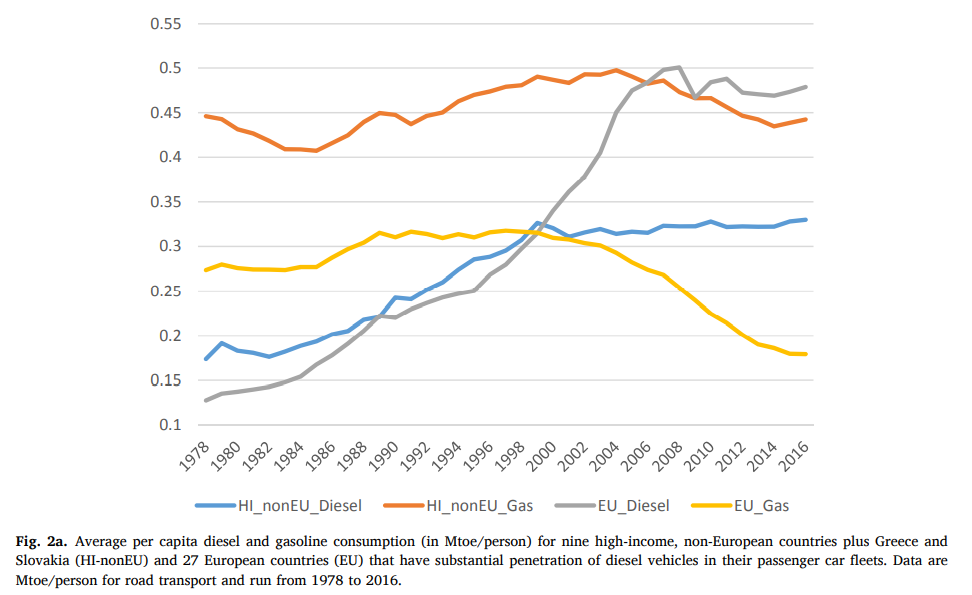 0.55
0.5
0.45
0.4
0.35
0.3
0.25
0.2
0.15
0.1
1978 1980 1982 1984 1986 1988 1990 1992 1994 1996 1998 2000 2002 2004 2006 2008 2010 2012 2014 2016
HI_nonEU_Diesel HI_nonEU_Gas EU_Diesel EU_Gas
Fig. 2a. Average per capita diesel and gasoline consumption (in Mtoe/person) for nine high-income, non-European countries plus Greece and
Slovakia (HI-nonEU) and 27 European countries (EU) that have substantial penetration of diesel vehicles in their passenger car fleets. Data are
Mtoe/person for road transport and run from 1978 to 2016.